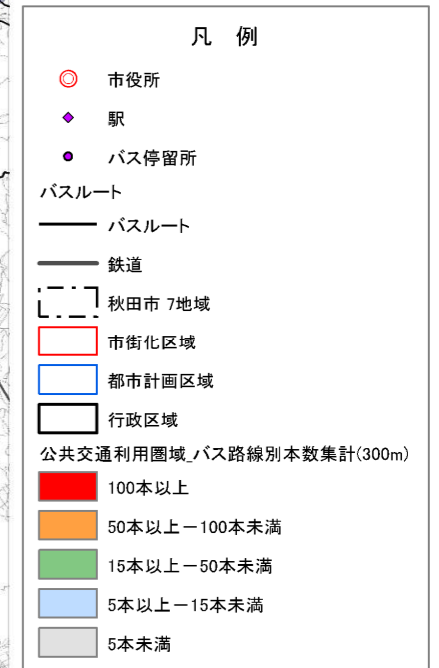 凡　例
市役所
駅
バス停留所
バスルート
バスルート
鉄道
秋田市 7地域
市街化区域
都市計画区域
行政区域
公共交通利用圏域_バス路線別本数集計(300m)
100本以上
50本以上－100本未満
15本以上－50本未満
5本以上－15本未満
5本未満